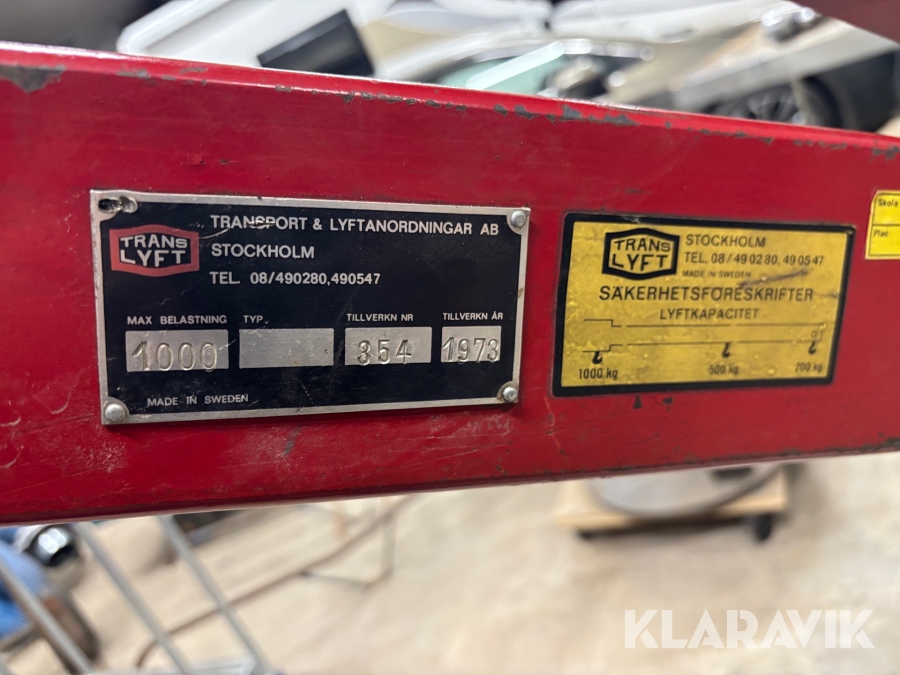 TRANS
LYFT
TRANSPORT & LYFTANORDNINGAR AB
STOCKHOLM
TEL. 08/490280,490547
MAX BELASTNING
TYP.
TILLVERKN NR
TILLVERKN ÅR
1000
354
1973
MADE IN SWEDEN
TRANS
LYFT
STOCKHOLM
TEL. 08/490280, 490547
MADE IN SWEDEN
SÄKERHETSFÖRESKRIFTER
LYFTKAPACITET
1000 kg
500 kg
200 kg
Skola
Plac
KLARAVIK